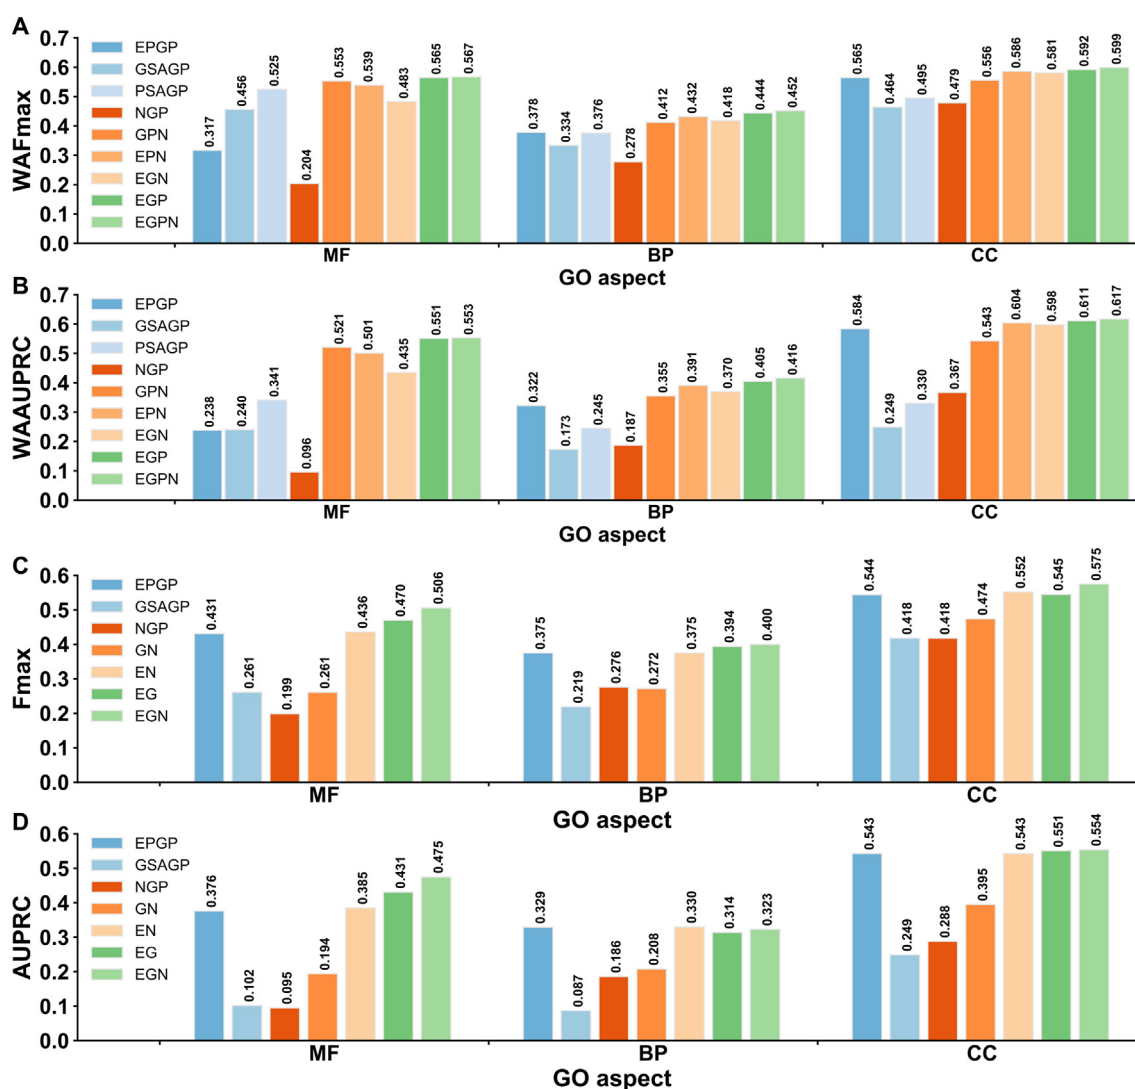 A
WAFmax
0.7
0.6
0.5
0.4
0.3
0.2
0.1
0.0
EPGP
GSAGP
PSAGP
NGP
GPN
EPN
EGN
EGP
EGPN
0.317 0.456 0.525 0.204 0.553 0.539 0.483 0.565 0.567
0.378 0.334 0.376 0.278 0.412 0.432 0.418 0.444 0.452
0.565 0.464 0.495 0.479 0.556 0.586 0.581 0.592 0.599
MF BP CC
GO aspect
B
WAAUPRC
0.7
0.6
0.5
0.4
0.3
0.2
0.1
0.0
EPGP
GSAGP
PSAGP
NGP
GPN
EPN
EGN
EGP
EGPN
0.238 0.240 0.341 0.096 0.521 0.501 0.435 0.551 0.553
0.322 0.173 0.245 0.187 0.355 0.391 0.370 0.405 0.416
0.584 0.249 0.330 0.367 0.543 0.604 0.598 0.611 0.617
MF BP CC
GO aspect
C
Fmax
0.6
0.5
0.4
0.3
0.2
0.1
0.0
EPGP
GSAGP
NGP
GN
EN
EG
EGN
0.431 0.261 0.199 0.261 0.436 0.470 0.506
0.375 0.219 0.276 0.272 0.375 0.394 0.400
0.544 0.418 0.418 0.474 0.552 0.545 0.575
MF BP CC
GO aspect
D
AUPRC
0.6
0.5
0.4
0.3
0.2
0.1
0.0
EPGP
GSAGP
NGP
GN
EN
EG
EGN
0.376 0.102 0.095 0.194 0.385 0.431 0.475
0.329 0.087 0.186 0.208 0.330 0.314 0.323
0.543 0.249 0.288 0.395 0.543 0.551 0.554
MF BP CC
GO aspect